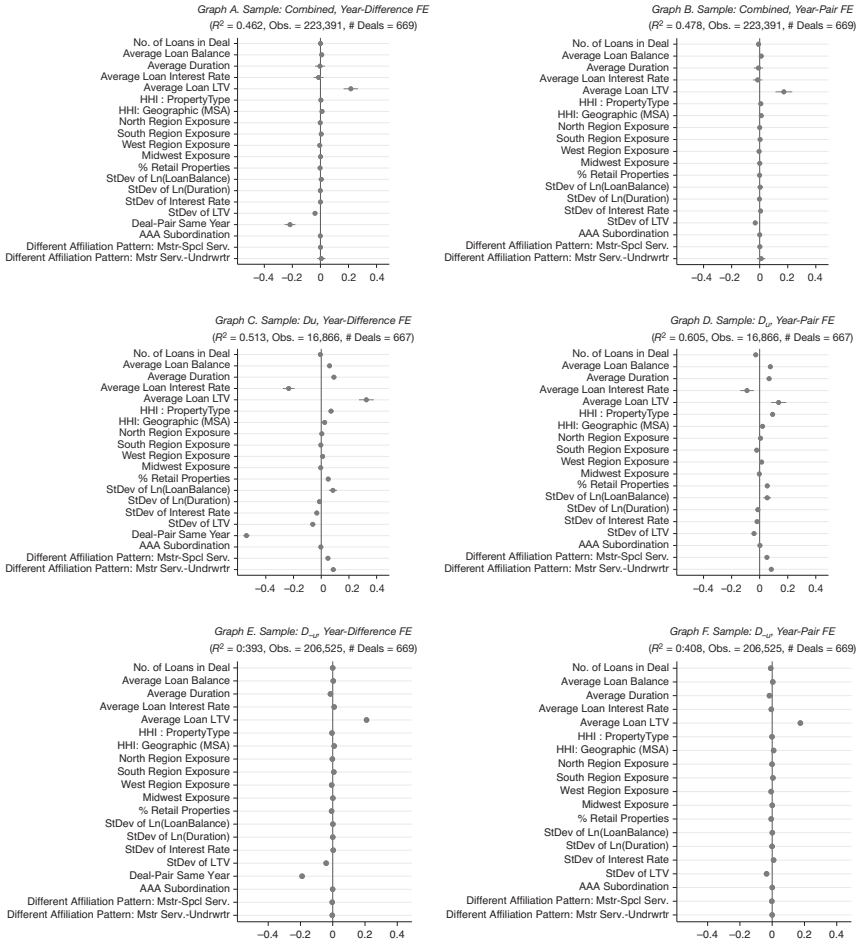 Graph A. Sample: Combined, Year-Difference FE
(R² = 0.462, Obs. = 223,391, # Deals = 669)
No. of Loans in Deal
Average Loan Balance
Average Duration
Average Loan Interest Rate
Average Loan LTV
HHI : PropertyType
HHI: Geographic (MSA)
North Region Exposure
South Region Exposure
West Region Exposure
Midwest Exposure
% Retail Properties
StDev of Ln(LoanBalance)
StDev of Ln(Duration)
StDev of Interest Rate
StDev of LTV
Deal-Pair Same Year
AAA Subordination
Different Affiliation Pattern: Mstr-Spcl Serv.
Different Affiliation Pattern: Mstr Serv.-Undrwrtr
−0.4 −0.2 0 0.2 0.4
Graph B. Sample: Combined, Year-Pair FE
(R² = 0.478, Obs. = 223,391, # Deals = 669)
No. of Loans in Deal
Average Loan Balance
Average Duration
Average Loan Interest Rate
Average Loan LTV
HHI : PropertyType
HHI: Geographic (MSA)
North Region Exposure
South Region Exposure
West Region Exposure
Midwest Exposure
% Retail Properties
StDev of Ln(LoanBalance)
StDev of Ln(Duration)
StDev of Interest Rate
StDev of LTV
AAA Subordination
Different Affiliation Pattern: Mstr-Spcl Serv.
Different Affiliation Pattern: Mstr Serv.-Undrwrtr
−0.4 −0.2 0 0.2 0.4
Graph C. Sample: Du, Year-Difference FE
(R² = 0.513, Obs. = 16,866, # Deals = 667)
No. of Loans in Deal
Average Loan Balance
Average Duration
Average Loan Interest Rate
Average Loan LTV
HHI : PropertyType
HHI: Geographic (MSA)
North Region Exposure
South Region Exposure
West Region Exposure
Midwest Exposure
% Retail Properties
StDev of Ln(LoanBalance)
StDev of Ln(Duration)
StDev of Interest Rate
StDev of LTV
Deal-Pair Same Year
AAA Subordination
Different Affiliation Pattern: Mstr-Spcl Serv.
Different Affiliation Pattern: Mstr Serv.-Undrwrtr
−0.4 −0.2 0 0.2 0.4
Graph D. Sample: Dᵤ, Year-Pair FE
(R² = 0.605, Obs. = 16,866, # Deals = 667)
No. of Loans in Deal
Average Loan Balance
Average Duration
Average Loan Interest Rate
Average Loan LTV
HHI : PropertyType
HHI: Geographic (MSA)
North Region Exposure
South Region Exposure
West Region Exposure
Midwest Exposure
% Retail Properties
StDev of Ln(LoanBalance)
StDev of Ln(Duration)
StDev of Interest Rate
StDev of LTV
AAA Subordination
Different Affiliation Pattern: Mstr-Spcl Serv.
Different Affiliation Pattern: Mstr Serv.-Undrwrtr
−0.4 −0.2 0 0.2 0.4
Graph E. Sample: D₋ᵤ, Year-Difference FE
(R² = 0:393, Obs. = 206,525, # Deals = 669)
No. of Loans in Deal
Average Loan Balance
Average Duration
Average Loan Interest Rate
Average Loan LTV
HHI : PropertyType
HHI: Geographic (MSA)
North Region Exposure
South Region Exposure
West Region Exposure
Midwest Exposure
% Retail Properties
StDev of Ln(LoanBalance)
StDev of Ln(Duration)
StDev of Interest Rate
StDev of LTV
Deal-Pair Same Year
AAA Subordination
Different Affiliation Pattern: Mstr-Spcl Serv.
Different Affiliation Pattern: Mstr Serv.-Undrwrtr
−0.4 −0.2 0 0.2 0.4
Graph F. Sample: D₋ᵤ, Year-Pair FE
(R² = 0:408, Obs. = 206,525, # Deals = 669)
No. of Loans in Deal
Average Loan Balance
Average Duration
Average Loan Interest Rate
Average Loan LTV
HHI : PropertyType
HHI: Geographic (MSA)
North Region Exposure
South Region Exposure
West Region Exposure
Midwest Exposure
% Retail Properties
StDev of Ln(LoanBalance)
StDev of Ln(Duration)
StDev of Interest Rate
StDev of LTV
AAA Subordination
Different Affiliation Pattern: Mstr-Spcl Serv.
Different Affiliation Pattern: Mstr Serv.-Undrwrtr
−0.4 −0.2 0 0.2 0.4